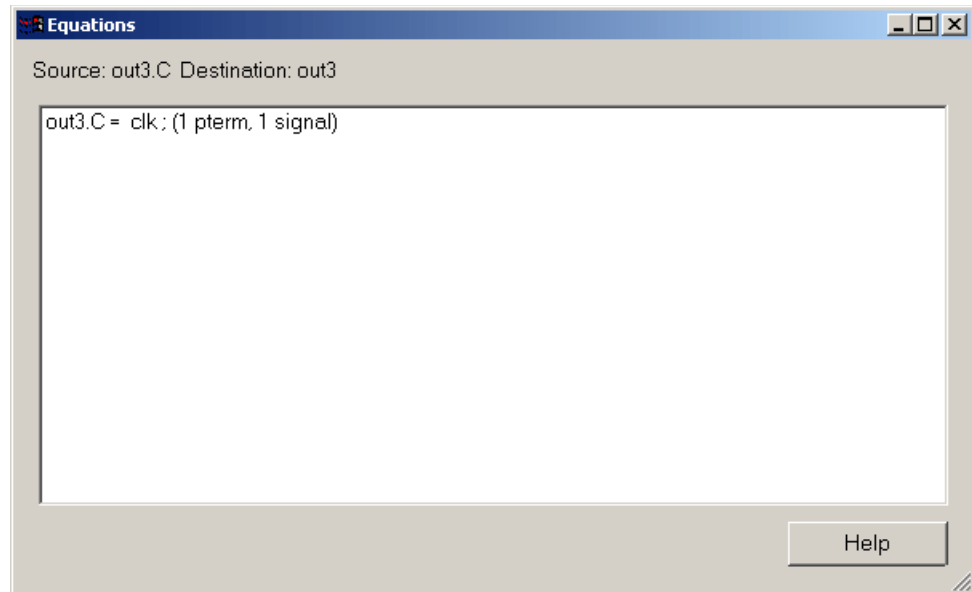 Equations
Source: out3.C Destination: out3
out3.C = clk ; (1 pterm, 1 signal)
Help